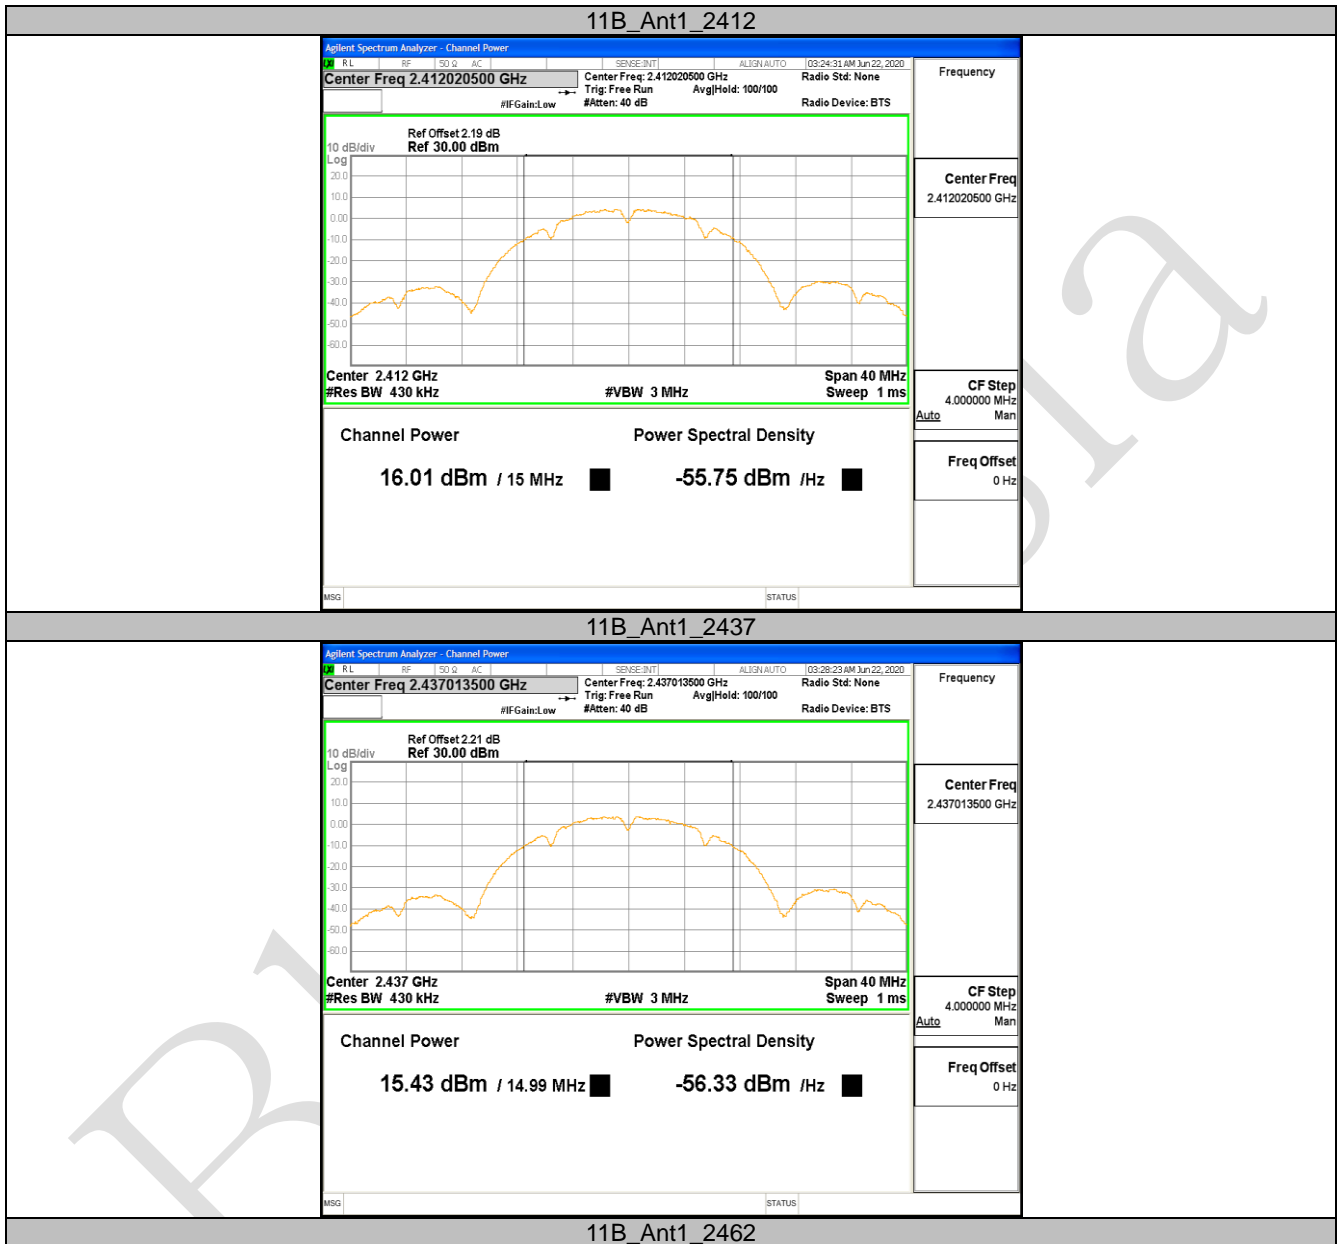 11B_Ant1_2412
Agilent Spectrum Analyzer - Channel Power
RL RF 50 Ω AC SENSE:INT ALIGN AUTO 03:24:31 AM Jun 22, 2020
Center Freq 2.412020500 GHz
Center Freq: 2.412020500 GHz Radio Std: None
Trig: Free Run Avg|Hold: 100/100
#IFGain:Low #Atten: 40 dB Radio Device: BTS
Frequency
Ref Offset 2.19 dB
10 dB/div Ref 30.00 dBm
Log
20.0
10.0
0.00
-10.0
-20.0
-30.0
-40.0
-50.0
-60.0
Center Freq
2.412020500 GHz
Center 2.412 GHz Span 40 MHz
#Res BW 430 kHz #VBW 3 MHz Sweep 1 ms
CF Step
4.000000 MHz
Auto Man
Channel Power Power Spectral Density
16.01 dBm / 15 MHz -55.75 dBm /Hz
Freq Offset
0 Hz
MSG STATUS
11B_Ant1_2437
Agilent Spectrum Analyzer - Channel Power
RL RF 50 Ω AC SENSE:INT ALIGN AUTO 03:28:23 AM Jun 22, 2020
Center Freq 2.437013500 GHz
Center Freq: 2.437013500 GHz Radio Std: None
Trig: Free Run Avg|Hold: 100/100
#IFGain:Low #Atten: 40 dB Radio Device: BTS
Frequency
Ref Offset 2.21 dB
10 dB/div Ref 30.00 dBm
Log
20.0
10.0
0.00
-10.0
-20.0
-30.0
-40.0
-50.0
-60.0
Center Freq
2.437013500 GHz
Center 2.437 GHz Span 40 MHz
#Res BW 430 kHz #VBW 3 MHz Sweep 1 ms
CF Step
4.000000 MHz
Auto Man
Channel Power Power Spectral Density
15.43 dBm / 14.99 MHz -56.33 dBm /Hz
Freq Offset
0 Hz
MSG STATUS
11B_Ant1_2462